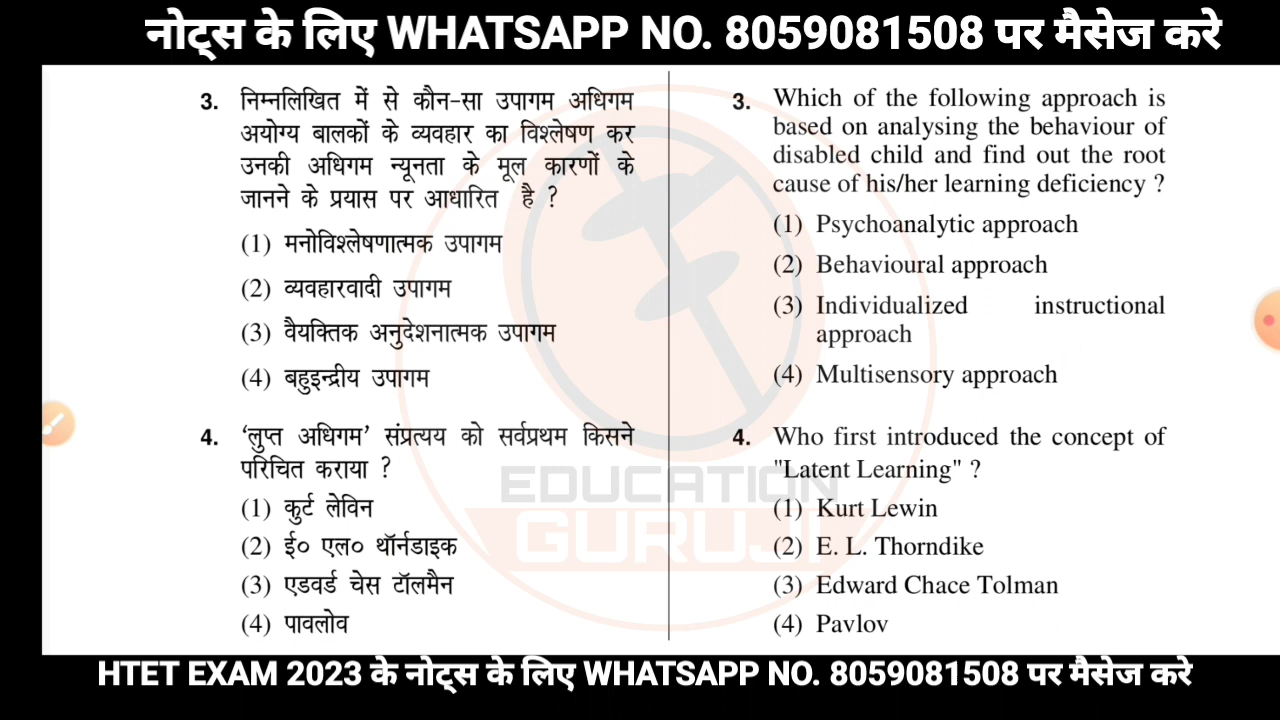 नोट्स के लिए WHATSAPP NO. 8059081508 पर मैसेज करे
3. निम्नलिखित में से कौन-सा उपागम अधिगम
अयोग्य बालकों के व्यवहार का विश्लेषण कर
उनकी अधिगम न्यूनता के मूल कारणों के
जानने के प्रयास पर आधारित है ?
(1) मनोविश्लेषणात्मक उपागम
(2) व्यवहारवादी उपागम
(3) वैयक्तिक अनुदेशनात्मक उपागम
(4) बहुइन्द्रीय उपागम
4. ‘लुप्त अधिगम’ संप्रत्यय को सर्वप्रथम किसने
परिचित कराया ?
(1) कुर्ट लेविन
(2) ई० एल० थॉर्नडाइक
(3) एडवर्ड चेस टॉलमैन
(4) पावलोव
3. Which of the following approach is
based on analysing the behaviour of
disabled child and find out the root
cause of his/her learning deficiency ?
(1) Psychoanalytic approach
(2) Behavioural approach
(3) Individualized instructional
approach
(4) Multisensory approach
4. Who first introduced the concept of
"Latent Learning" ?
(1) Kurt Lewin
(2) E. L. Thorndike
(3) Edward Chace Tolman
(4) Pavlov
EDUCATION
GURUJI
HTET EXAM 2023 के नोट्स के लिए WHATSAPP NO. 8059081508 पर मैसेज करे